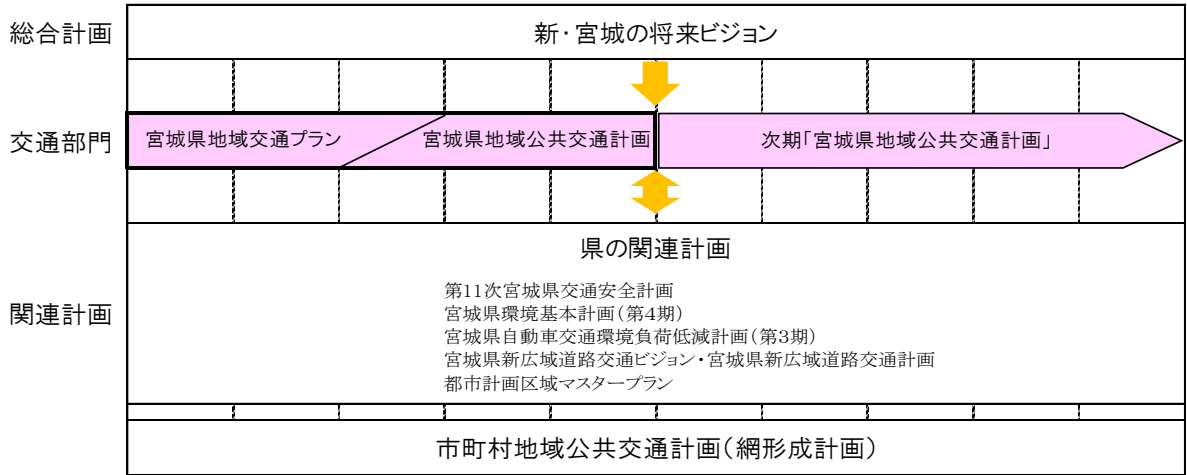 総合計画
新・宮城の将来ビジョン
交通部門
宮城県地域交通プラン
宮城県地域公共交通計画
次期「宮城県地域公共交通計画」
関連計画
県の関連計画
第11次宮城県交通安全計画
宮城県環境基本計画(第4期)
宮城県自動車交通環境負荷低減計画(第3期)
宮城県新広域道路交通ビジョン・宮城県新広域道路交通計画
都市計画区域マスタープラン
市町村地域公共交通計画(網形成計画)